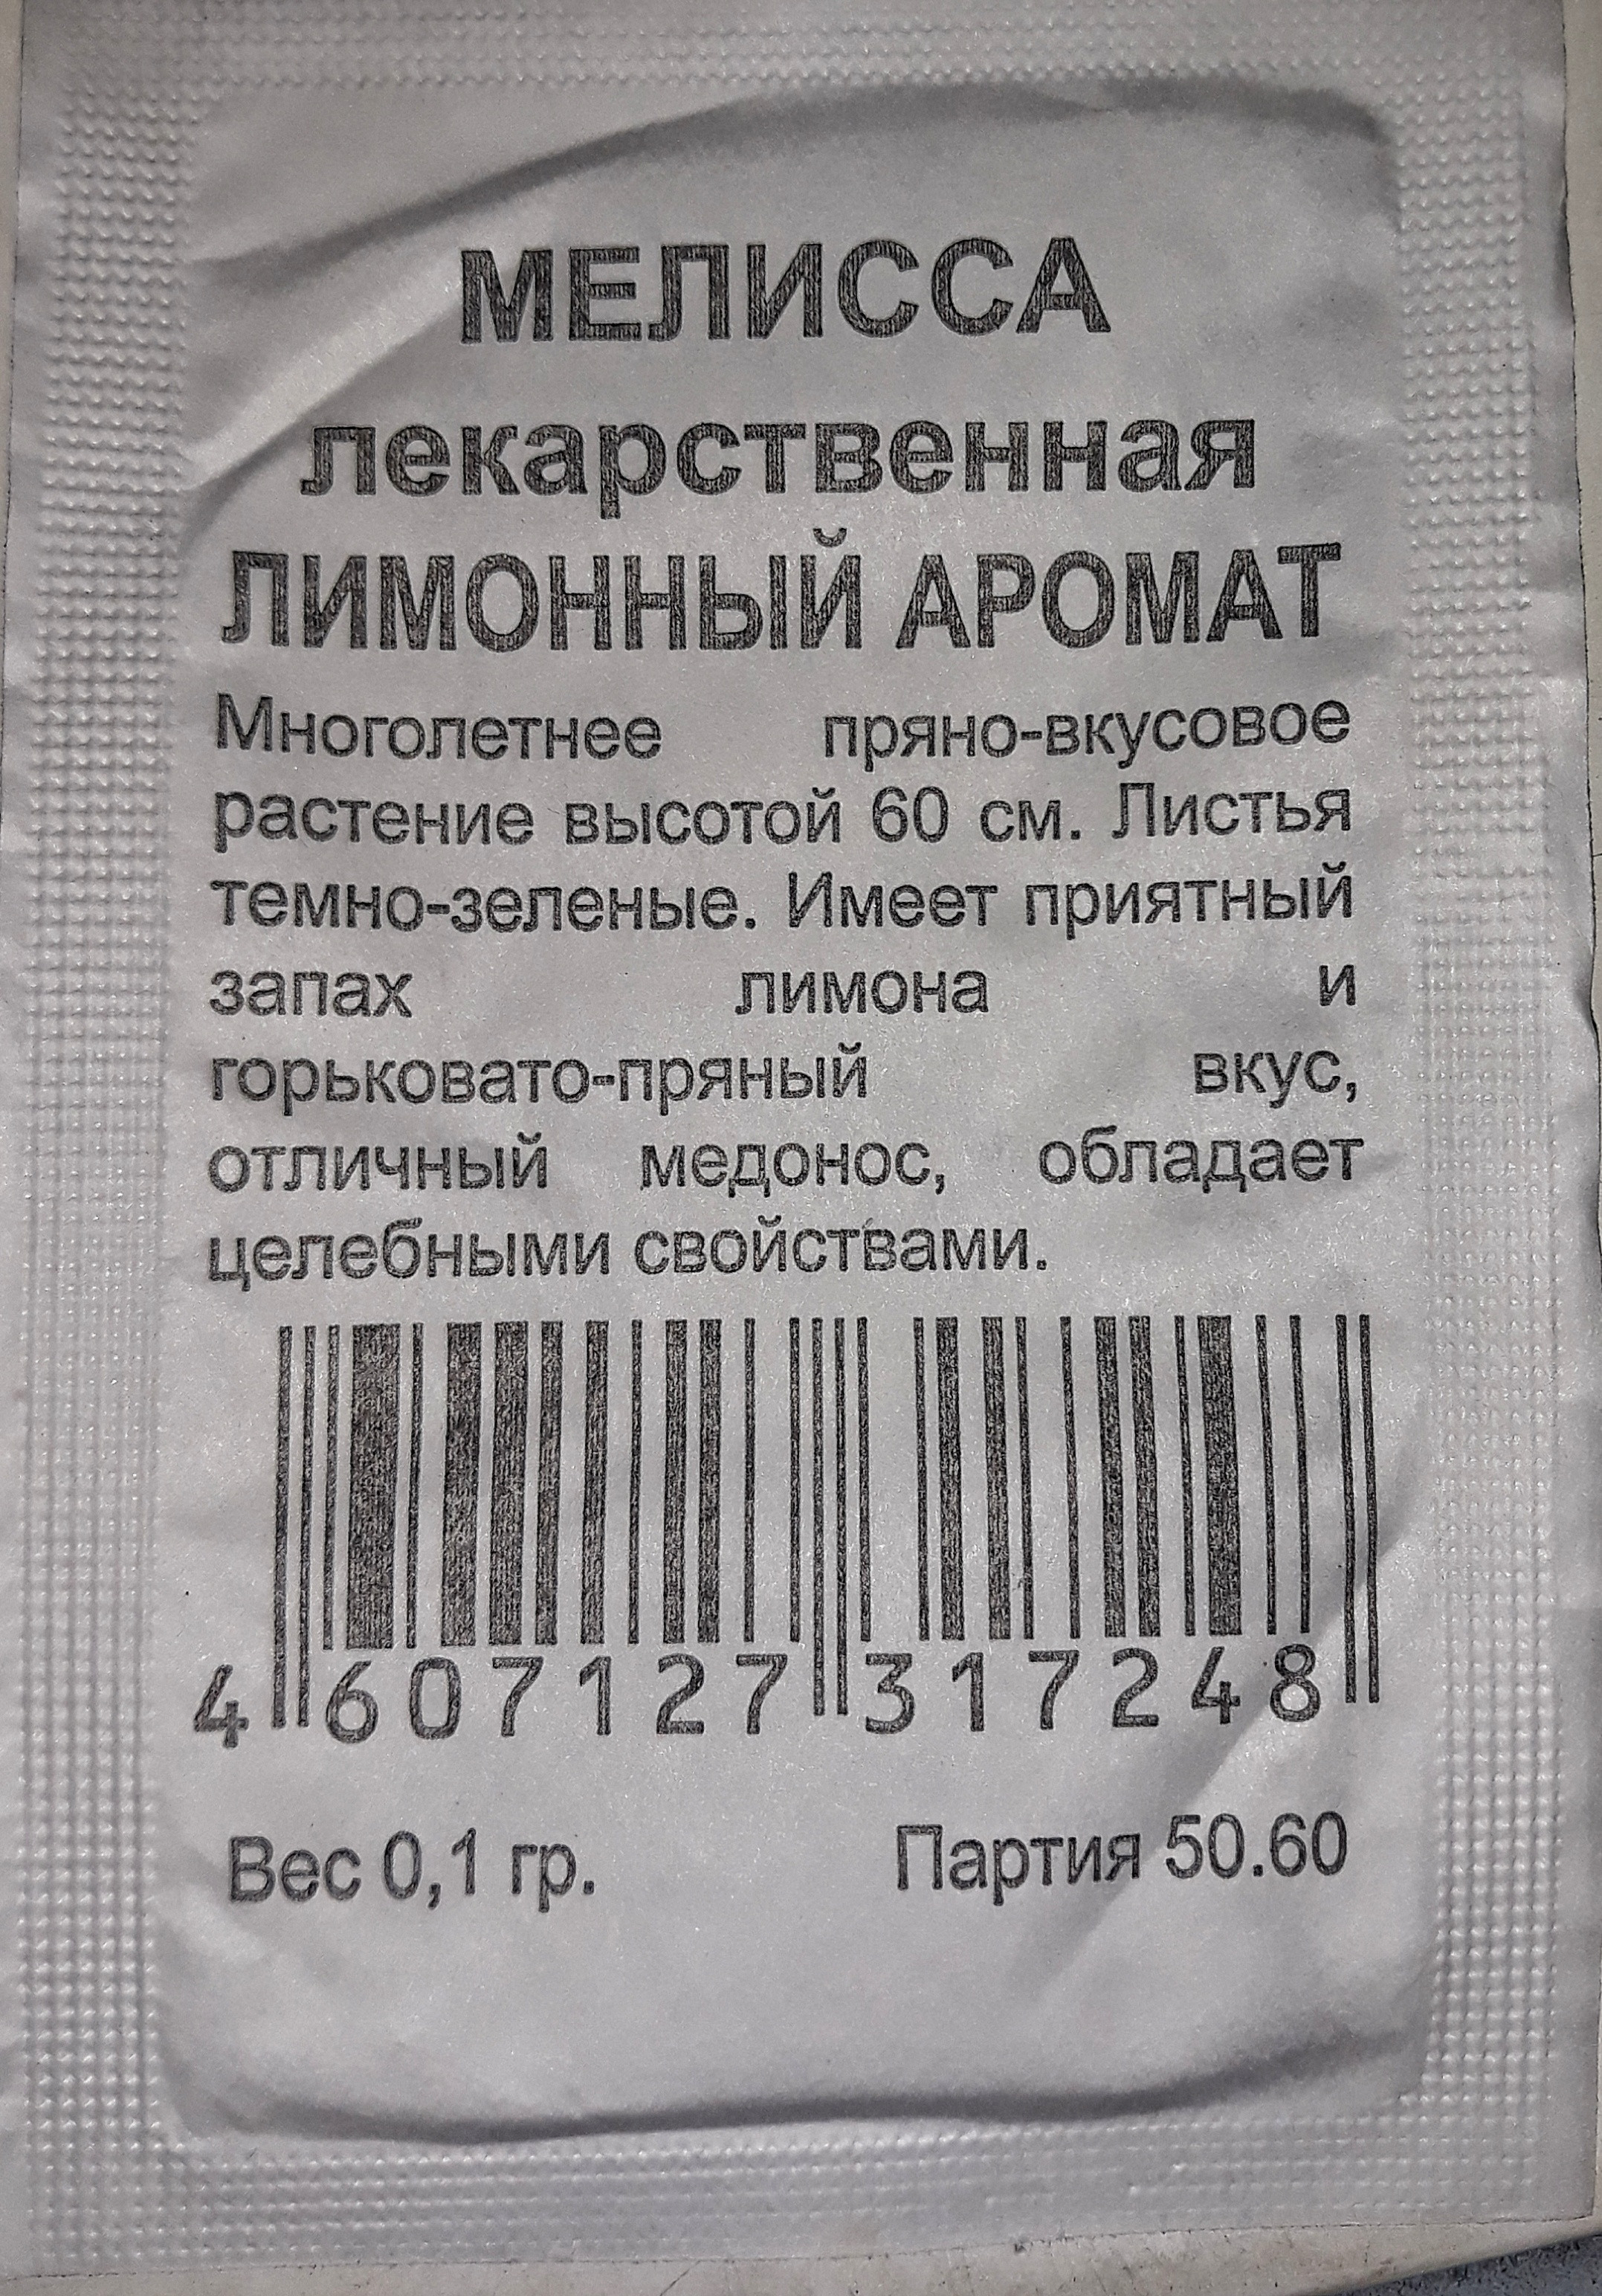 МЕЛИССА
лекарственная
ЛИМОННЫЙ АРОМАТ
Многолетнее пряно-вкусовое
растение высотой 60 см. Листья
темно-зеленые. Имеет приятный
запах лимона и
горьковато-пряный вкус,
отличный медонос, обладает
целебными свойствами.
4 607127 317248
Вес 0,1 гр. Партия 50.60